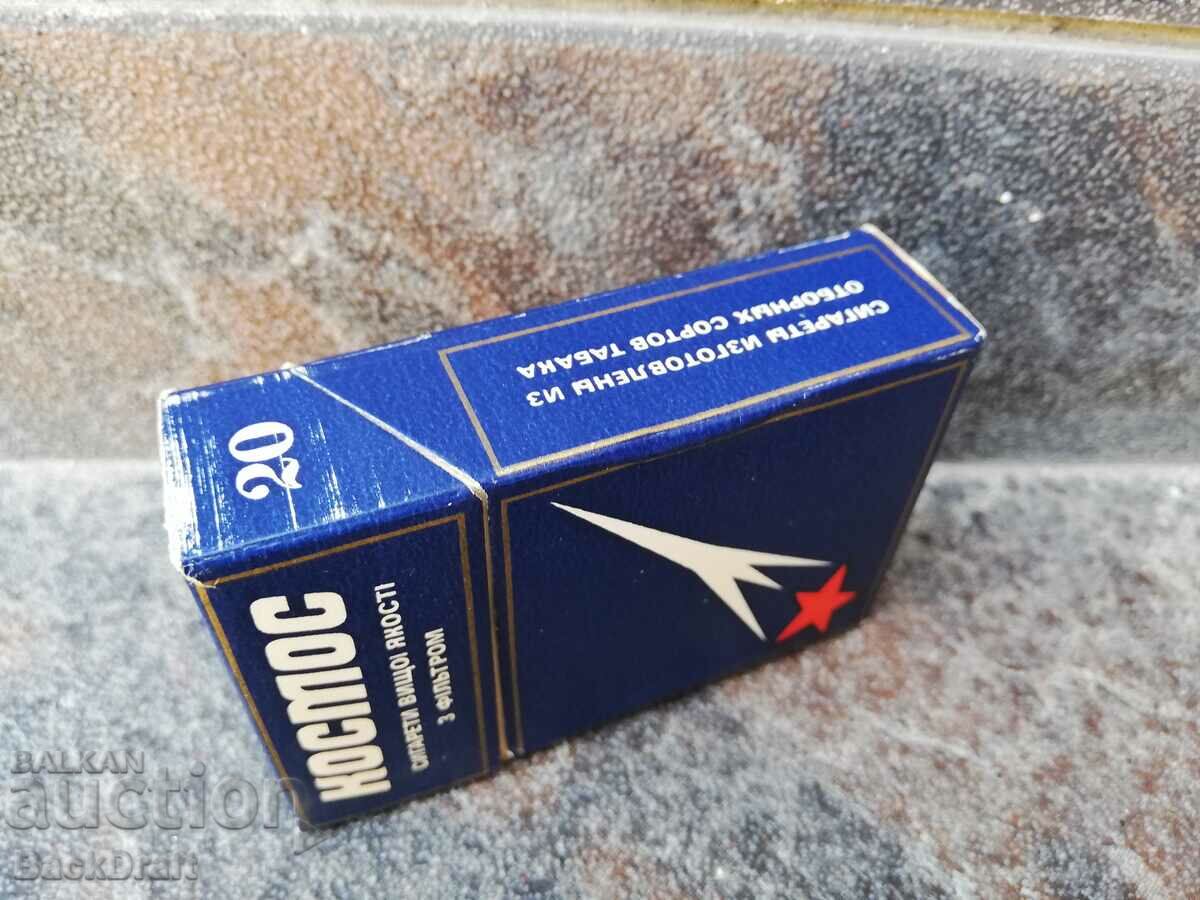 СИГАРЕТЫ ИЗГОТОВЛЕНЫ ИЗ
ОТБОРНЫХ СОРТОВ ТАБАКА
20
КОСМОС
СИГАРЕТИ ВИЩОЇ ЯКОСТІ
З ФІЛЬТРОМ
BALKAN
auction
BackDraft